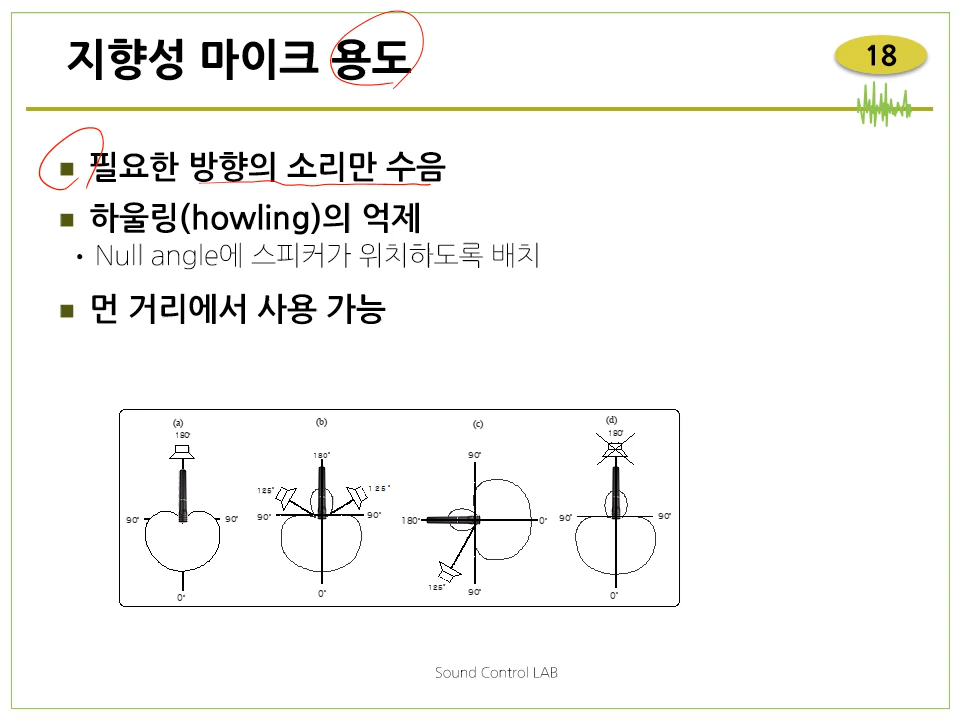 지향성 마이크 용도
18
■ 필요한 방향의 소리만 수음
■ 하울링(howling)의 억제
• Null angle에 스피커가 위치하도록 배치
■ 먼 거리에서 사용 가능
(a) (b) (c) (d)
180° 180° 90° 180°
125° 125°
90° 90° 90° 90° 180° 0° 90° 90°
125° 90°
0° 0° 0°
Sound Control LAB